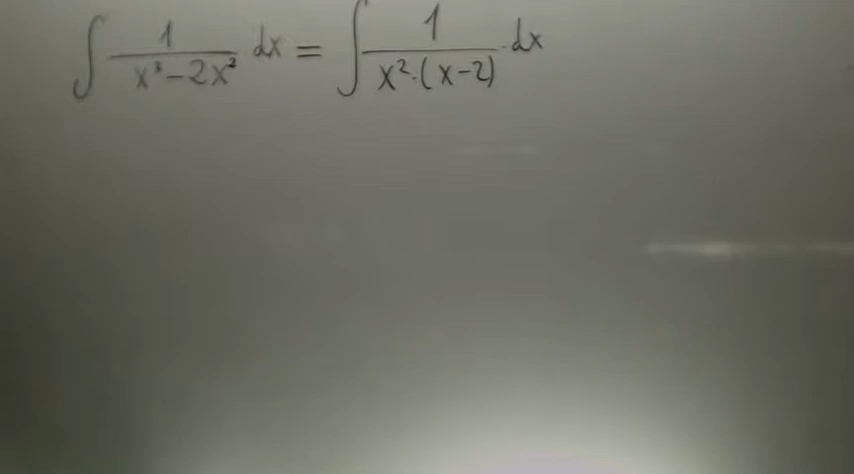 ∫ 1/(x³-2x²) dx = ∫ 1/(x²·(x-2)) · dx